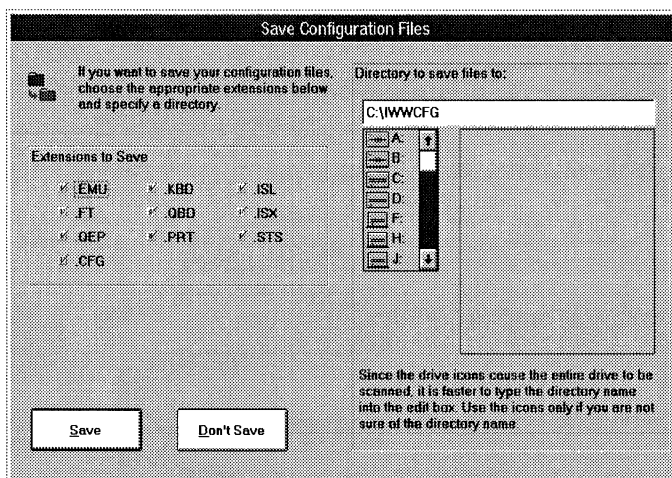 Save Configuration Files
If you want to save your configuration files,
choose the appropriate extensions below
and specify a directory.
Directory to save files to:
C:\IWWCFG
A:
B:
C:
D:
F:
H:
J:
Extensions to Save
.EMU .KBD .ISL
.FT .QBD .ISX
.QEP .PRT .STS
.CFG
Since the drive icons cause the entire drive to be
scanned, it is faster to type the directory name
into the edit box. Use the icons only if you are not
sure of the directory name.
Save
Don't Save